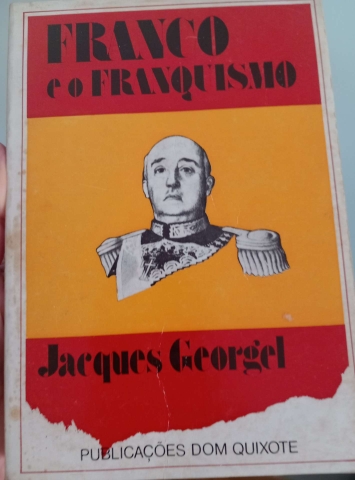 FRANCO
e o FRANQUISMO
Jacques Georgel
PUBLICAÇÕES DOM QUIXOTE